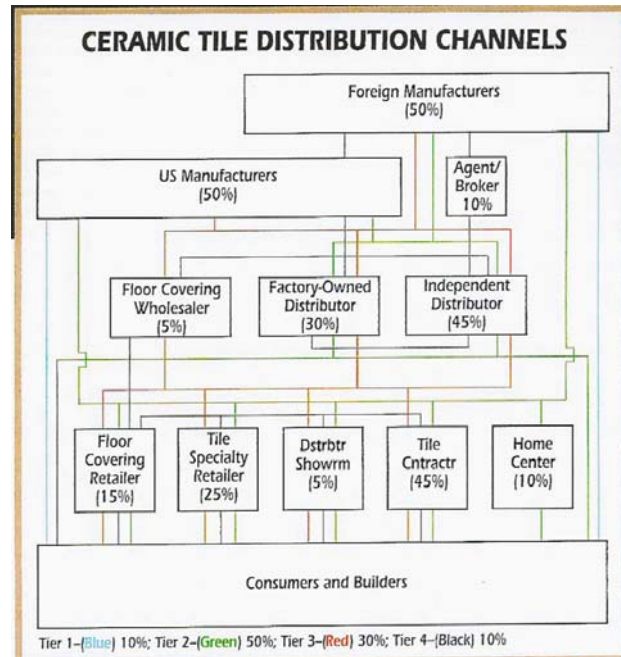 CERAMIC TILE DISTRIBUTION CHANNELS
Foreign Manufacturers
(50%)
US Manufacturers
(50%)
Agent/
Broker
10%
Floor Covering
Wholesaler
(5%)
Factory-Owned
Distributor
(30%)
Independent
Distributor
(45%)
Floor
Covering
Retailer
(15%)
Tile
Specialty
Retailer
(25%)
Dstrbtr
Showrm
(5%)
Tile
Cntractr
(45%)
Home
Center
(10%)
Consumers and Builders
Tier 1–(Blue) 10%; Tier 2–(Green) 50%; Tier 3–(Red) 30%; Tier 4–(Black) 10%